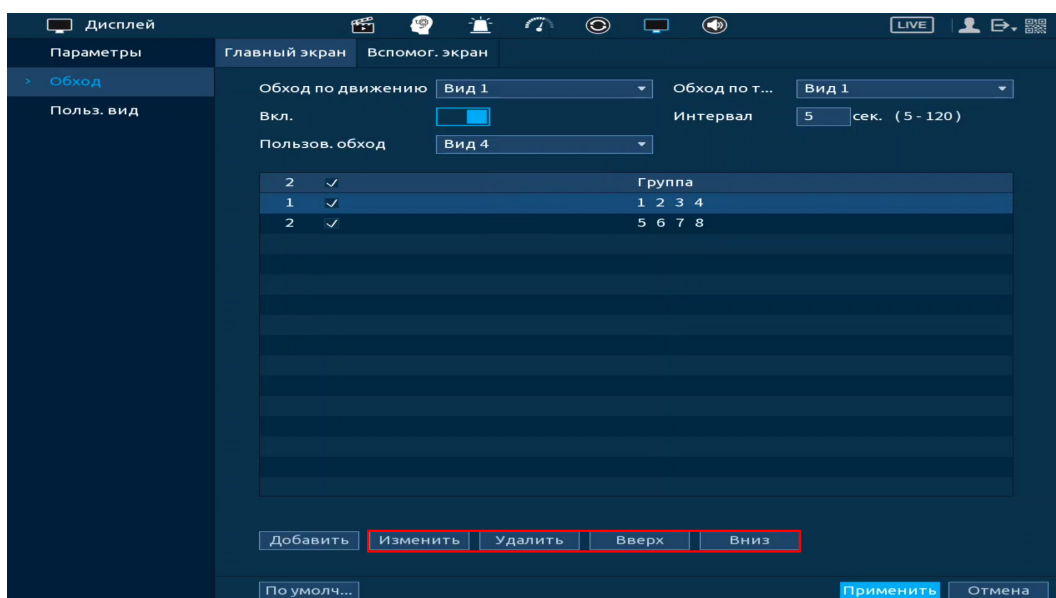 Дисплей LIVE
Параметры
Обход
Польз. вид
Главный экран Вспомог. экран
Обход по движению Вид 1 Обход по т... Вид 1
Вкл. Интервал 5 сек. (5-120)
Пользов. обход Вид 4
2 Группа
1 1 2 3 4
2 5 6 7 8
Добавить Изменить Удалить Вверх Вниз
По умолч... Применить Отмена